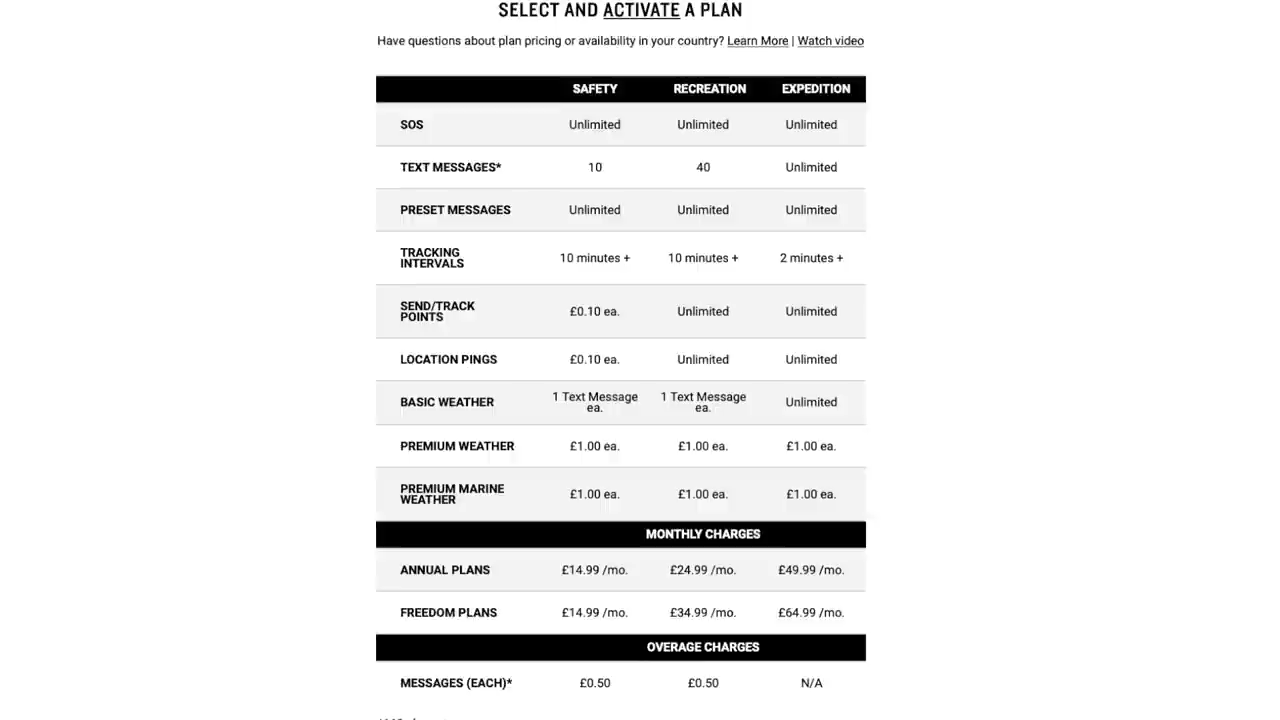 SELECT AND ACTIVATE A PLAN
Have questions about plan pricing or availability in your country? Learn More | Watch video
SAFETY RECREATION EXPEDITION
SOS Unlimited Unlimited Unlimited
TEXT MESSAGES* 10 40 Unlimited
PRESET MESSAGES Unlimited Unlimited Unlimited
TRACKING INTERVALS 10 minutes + 10 minutes + 2 minutes +
SEND/TRACK POINTS £0.10 ea. Unlimited Unlimited
LOCATION PINGS £0.10 ea. Unlimited Unlimited
BASIC WEATHER 1 Text Message ea. 1 Text Message ea. Unlimited
PREMIUM WEATHER £1.00 ea. £1.00 ea. £1.00 ea.
PREMIUM MARINE WEATHER £1.00 ea. £1.00 ea. £1.00 ea.
MONTHLY CHARGES
ANNUAL PLANS £14.99 /mo. £24.99 /mo. £49.99 /mo.
FREEDOM PLANS £14.99 /mo. £34.99 /mo. £64.99 /mo.
OVERAGE CHARGES
MESSAGES (EACH)* £0.50 £0.50 N/A